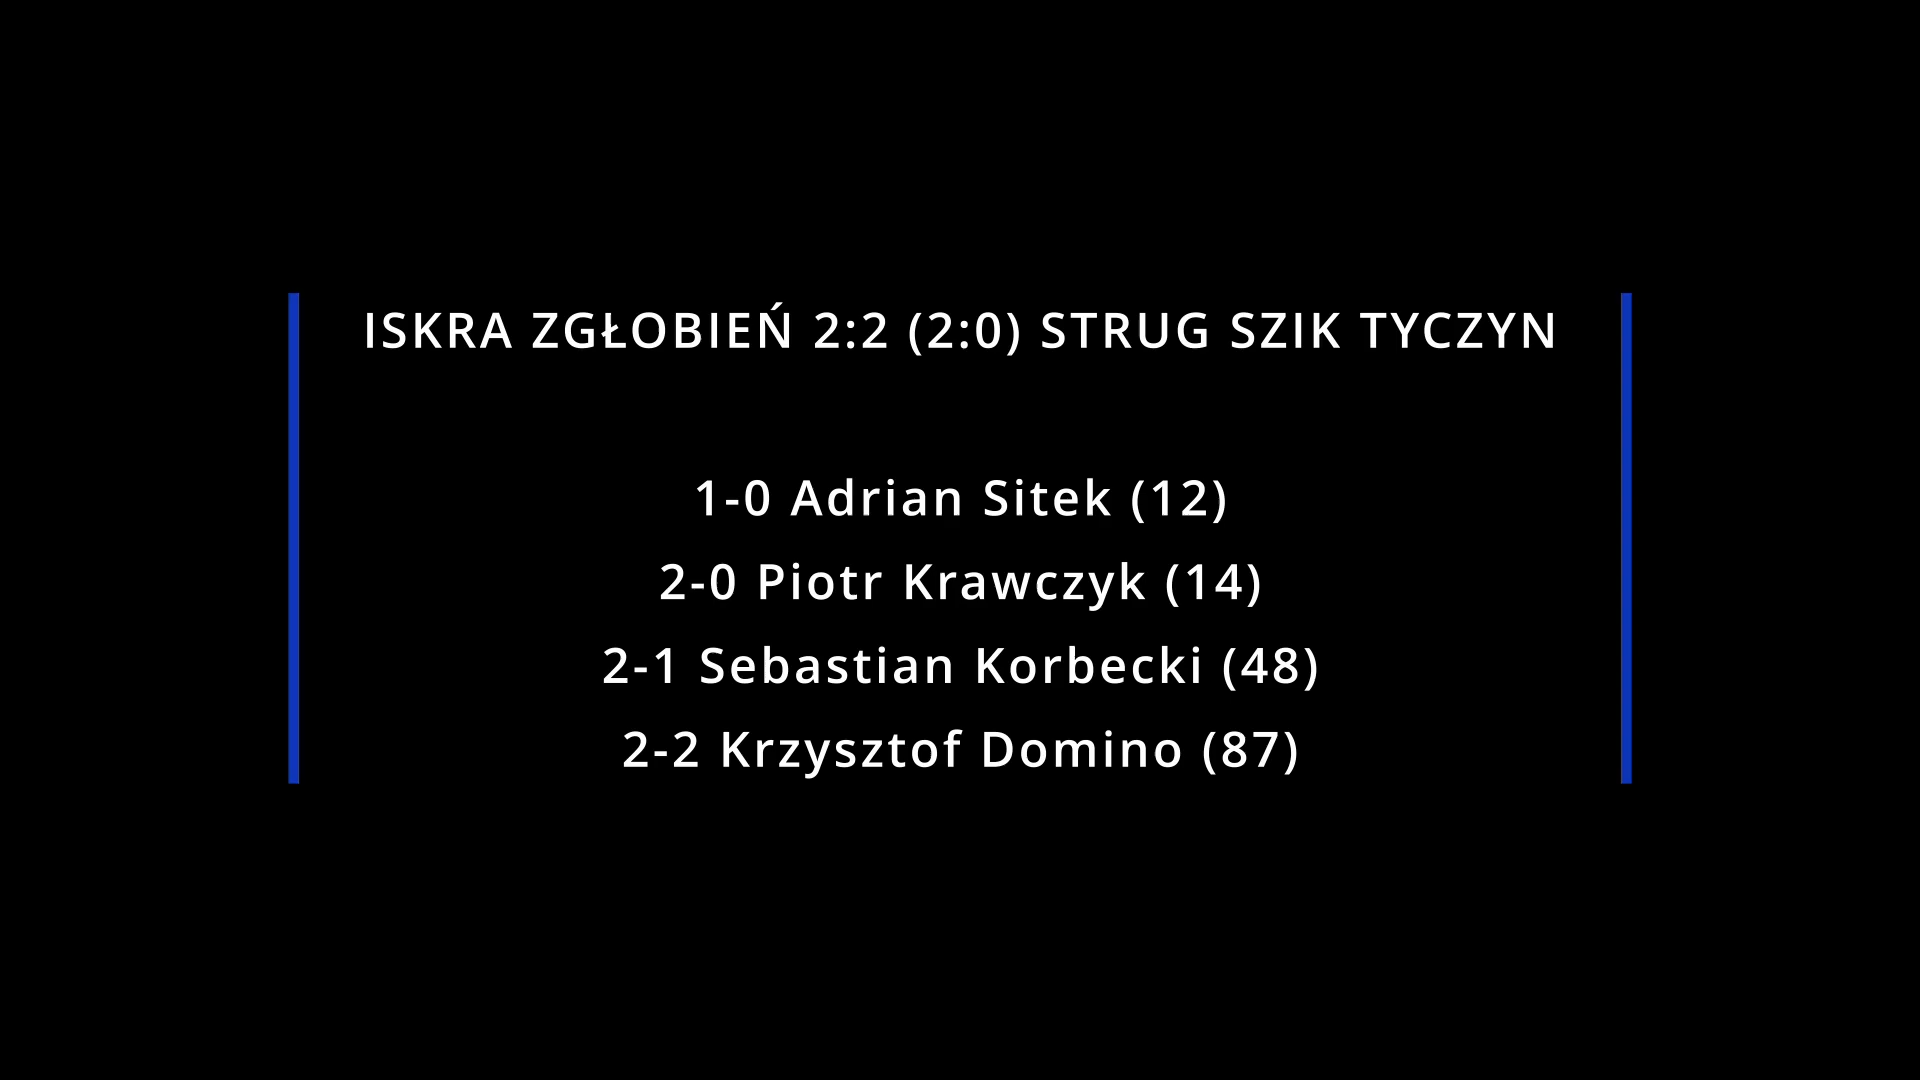 ISKRA ZGŁOBIEŃ 2:2 (2:0) STRUG SZIK TYCZYN
1-0 Adrian Sitek (12)
2-0 Piotr Krawczyk (14)
2-1 Sebastian Korbecki (48)
2-2 Krzysztof Domino (87)